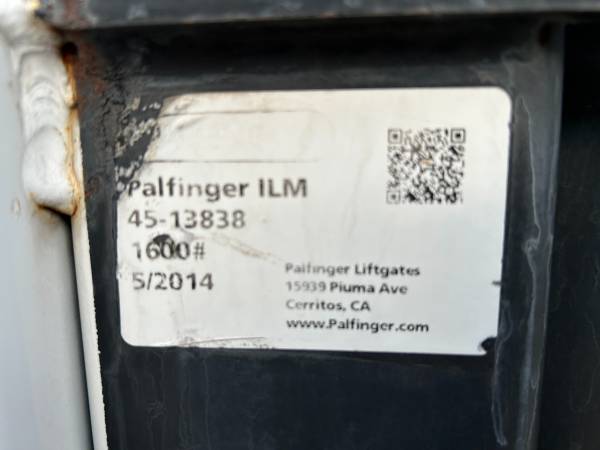 Palfinger ILM
45-13838
1600#
5/2014
Palfinger Liftgates
15939 Piuma Ave
Cerritos, CA
www.Palfinger.com